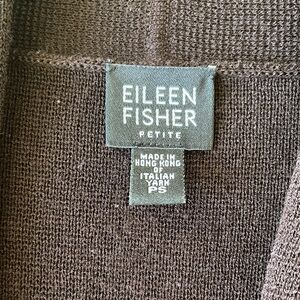 EILEEN
FISHER
PETITE
MADE IN
HONG KONG
OF
ITALIAN
YARN
PS